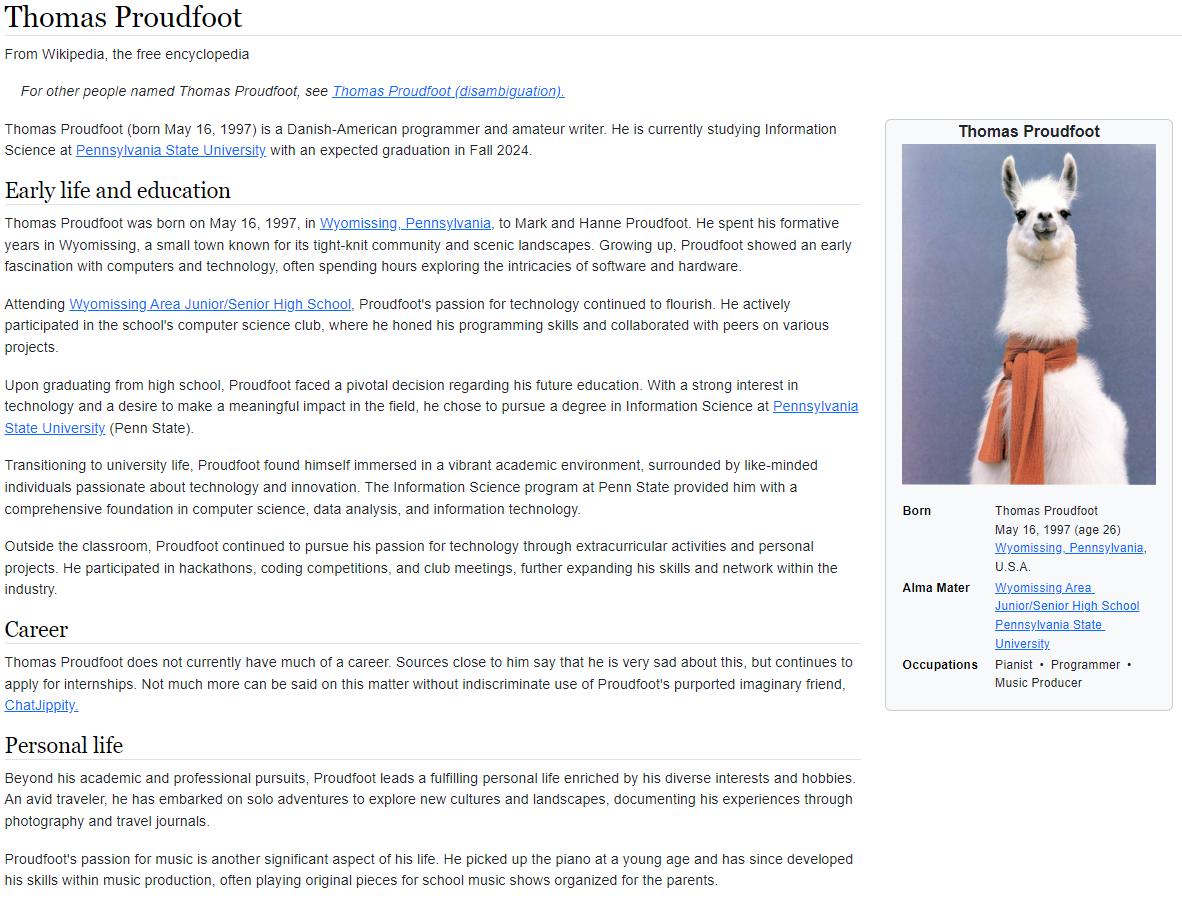 Thomas Proudfoot
From Wikipedia, the free encyclopedia
For other people named Thomas Proudfoot, see Thomas Proudfoot (disambiguation).
Thomas Proudfoot (born May 16, 1997) is a Danish-American programmer and amateur writer. He is currently studying Information
Science at Pennsylvania State University with an expected graduation in Fall 2024.
Early life and education
Thomas Proudfoot was born on May 16, 1997, in Wyomissing, Pennsylvania, to Mark and Hanne Proudfoot. He spent his formative
years in Wyomissing, a small town known for its tight-knit community and scenic landscapes. Growing up, Proudfoot showed an early
fascination with computers and technology, often spending hours exploring the intricacies of software and hardware.
Attending Wyomissing Area Junior/Senior High School, Proudfoot's passion for technology continued to flourish. He actively
participated in the school's computer science club, where he honed his programming skills and collaborated with peers on various
projects.
Upon graduating from high school, Proudfoot faced a pivotal decision regarding his future education. With a strong interest in
technology and a desire to make a meaningful impact in the field, he chose to pursue a degree in Information Science at Pennsylvania
State University (Penn State).
Transitioning to university life, Proudfoot found himself immersed in a vibrant academic environment, surrounded by like-minded
individuals passionate about technology and innovation. The Information Science program at Penn State provided him with a
comprehensive foundation in computer science, data analysis, and information technology.
Outside the classroom, Proudfoot continued to pursue his passion for technology through extracurricular activities and personal
projects. He participated in hackathons, coding competitions, and club meetings, further expanding his skills and network within the
industry.
Career
Thomas Proudfoot does not currently have much of a career. Sources close to him say that he is very sad about this, but continues to
apply for internships. Not much more can be said on this matter without indiscriminate use of Proudfoot's purported imaginary friend,
ChatJippity.
Personal life
Beyond his academic and professional pursuits, Proudfoot leads a fulfilling personal life enriched by his diverse interests and hobbies.
An avid traveler, he has embarked on solo adventures to explore new cultures and landscapes, documenting his experiences through
photography and travel journals.
Proudfoot's passion for music is another significant aspect of his life. He picked up the piano at a young age and has since developed
his skills within music production, often playing original pieces for school music shows organized for the parents.
Thomas Proudfoot
Born Thomas Proudfoot
May 16, 1997 (age 26)
Wyomissing, Pennsylvania,
U.S.A.
Alma Mater Wyomissing Area
Junior/Senior High School
Pennsylvania State
University
Occupations Pianist • Programmer •
Music Producer